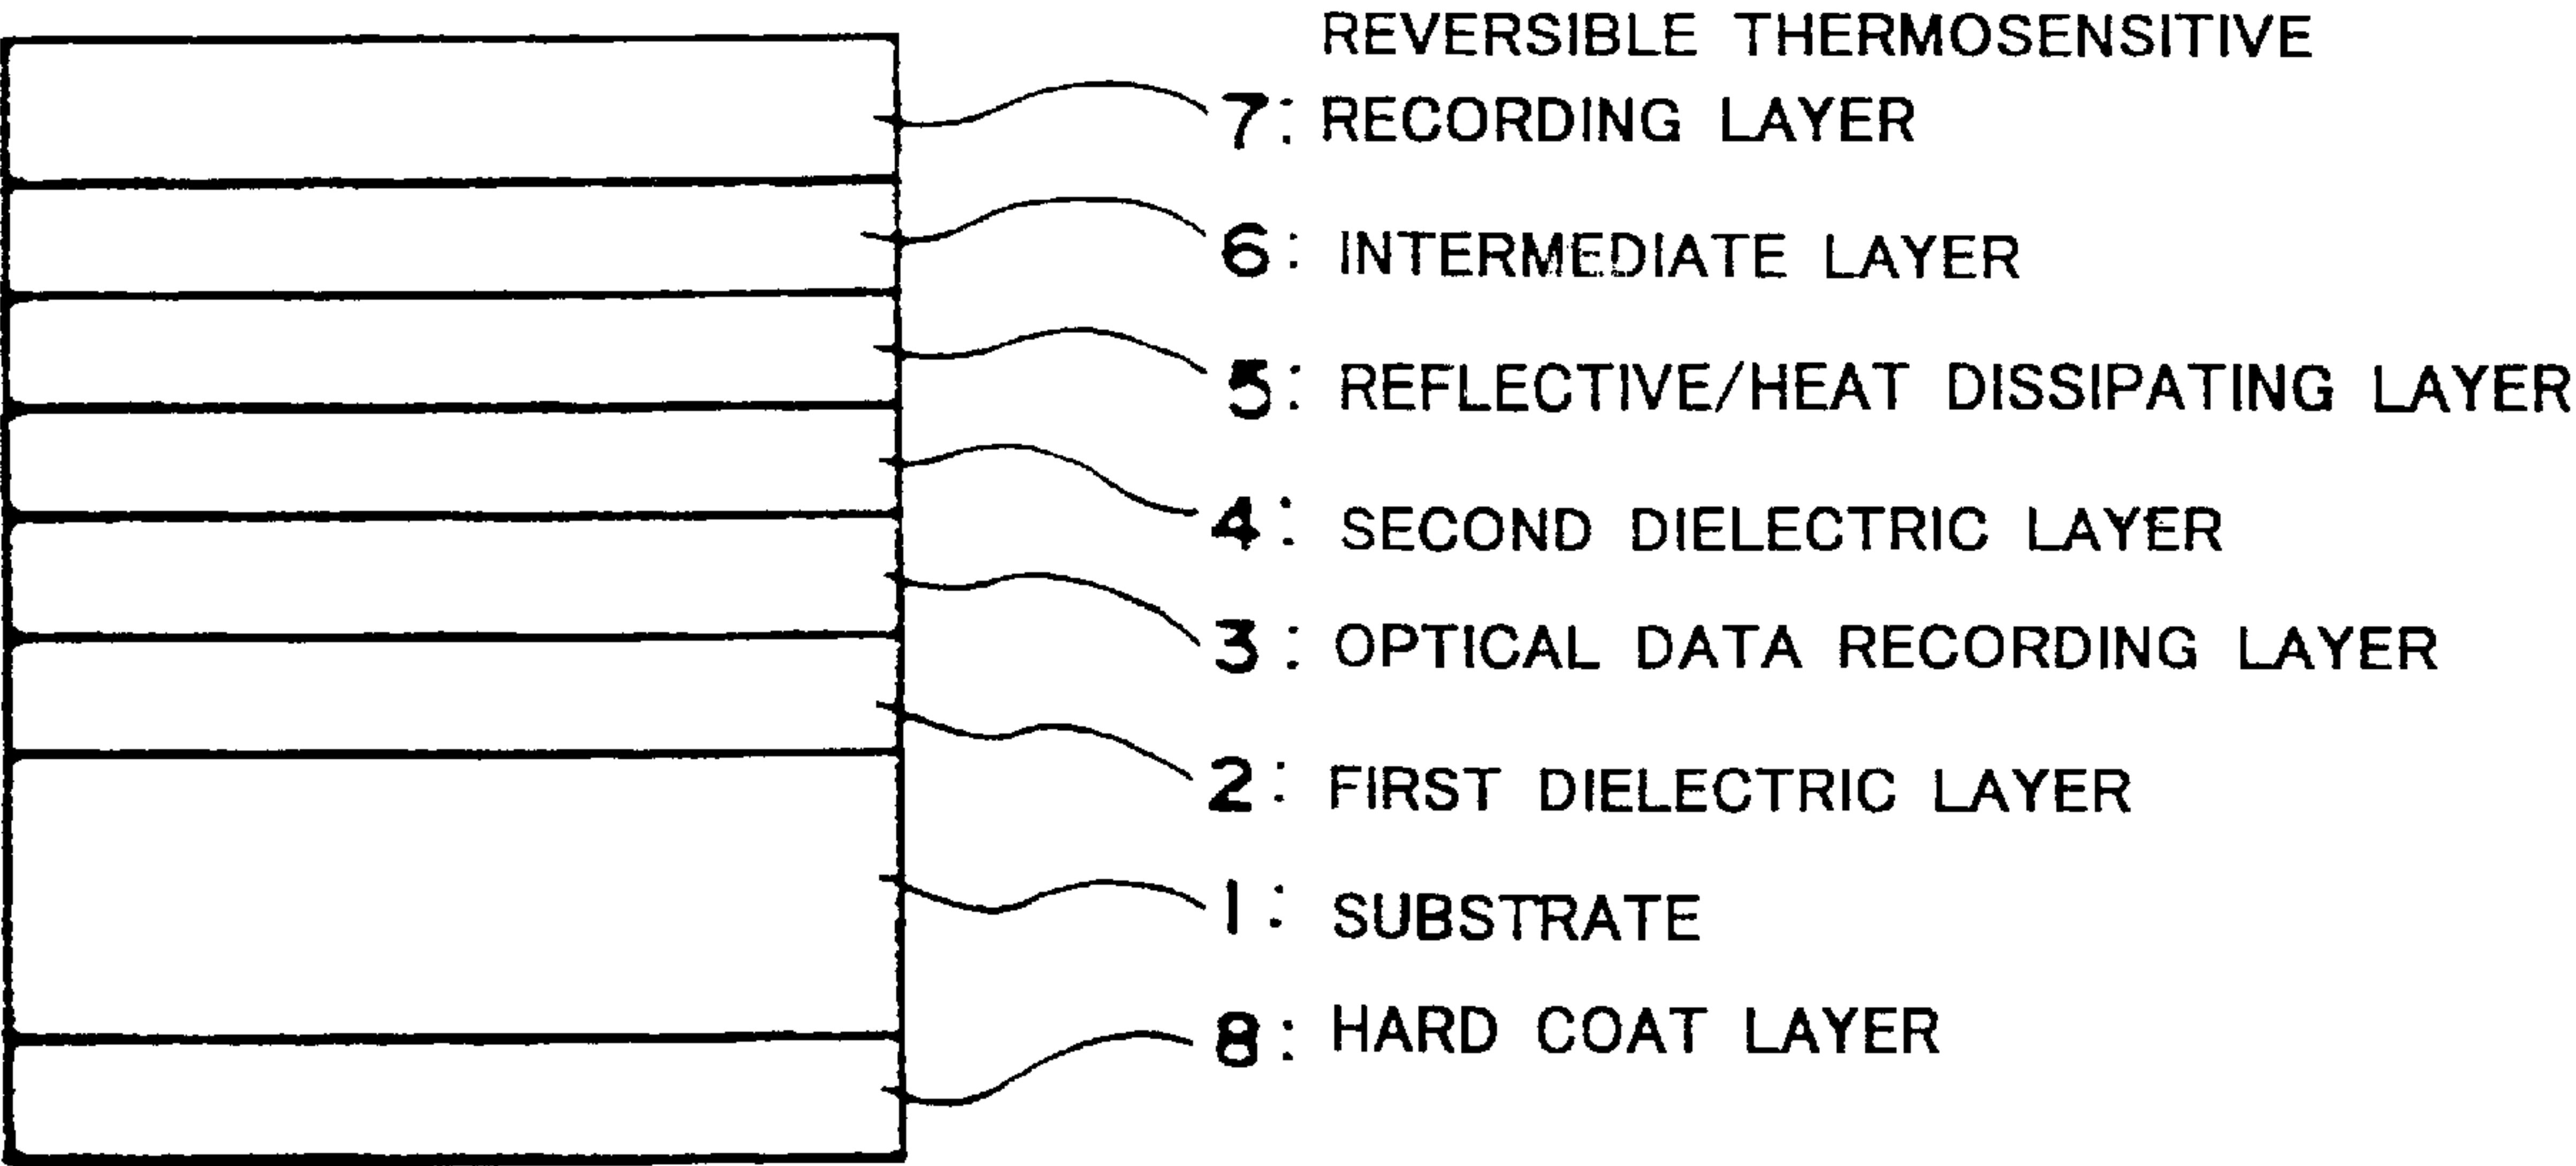 REVERSIBLE THERMOSENSITIVE
7: RECORDING LAYER
6: INTERMEDIATE LAYER
5: REFLECTIVE/HEAT DISSIPATING LAYER
4: SECOND DIELECTRIC LAYER
3: OPTICAL DATA RECORDING LAYER
2: FIRST DIELECTRIC LAYER
1: SUBSTRATE
8: HARD COAT LAYER